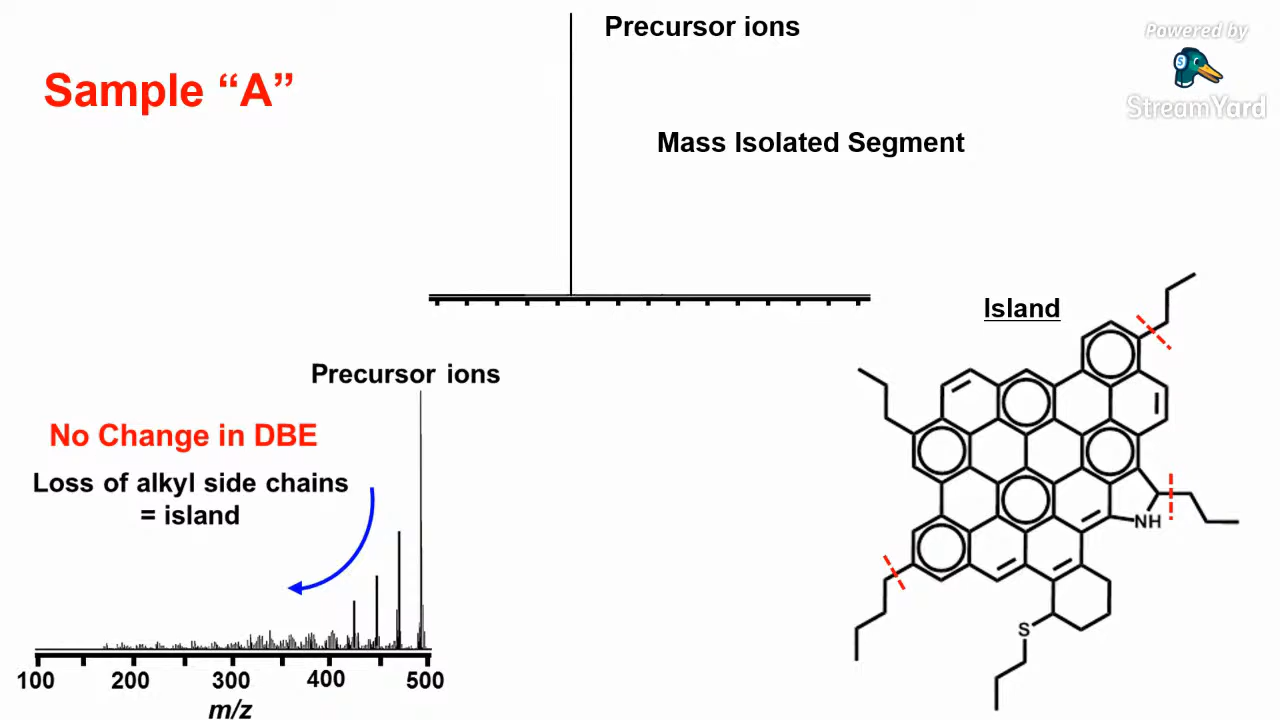 Precursor ions
Powered by
StreamYard
Sample “A”
Mass Isolated Segment
Island
Precursor ions
No Change in DBE
Loss of alkyl side chains
= island
NH
S
100 200 300 400 500
m/z